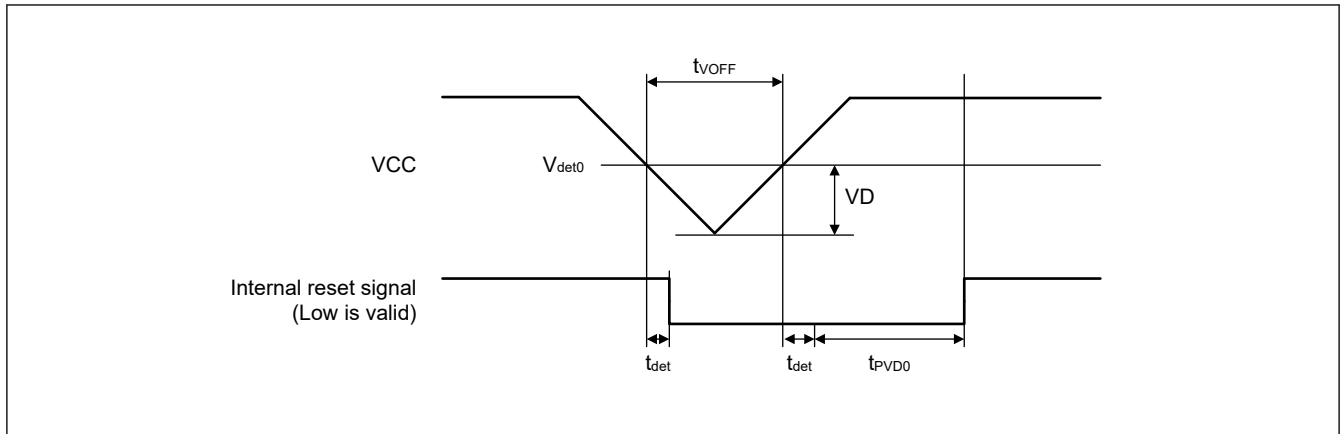 tVOFF
VCC
Vdet0
VD
Internal reset signal
(Low is valid)
tdet
tdet
tPVD0